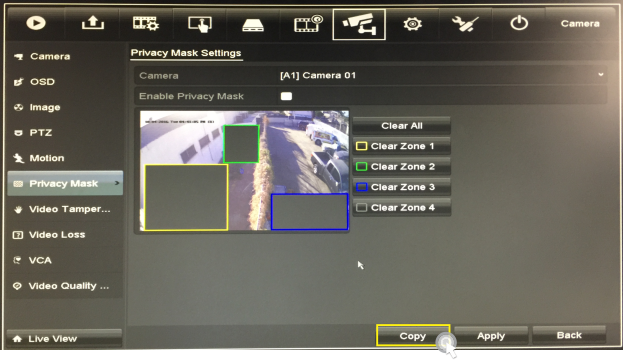 Camera
Camera
Privacy Mask Settings
OSD
Camera
[A1] Camera 01
Enable Privacy Mask
Image
PTZ
Clear All
Motion
Clear Zone 1
Clear Zone 2
Privacy Mask >
Clear Zone 3
Video Tamper...
Clear Zone 4
Video Loss
VCA
Video Quality ...
Live View
Copy
Apply
Back